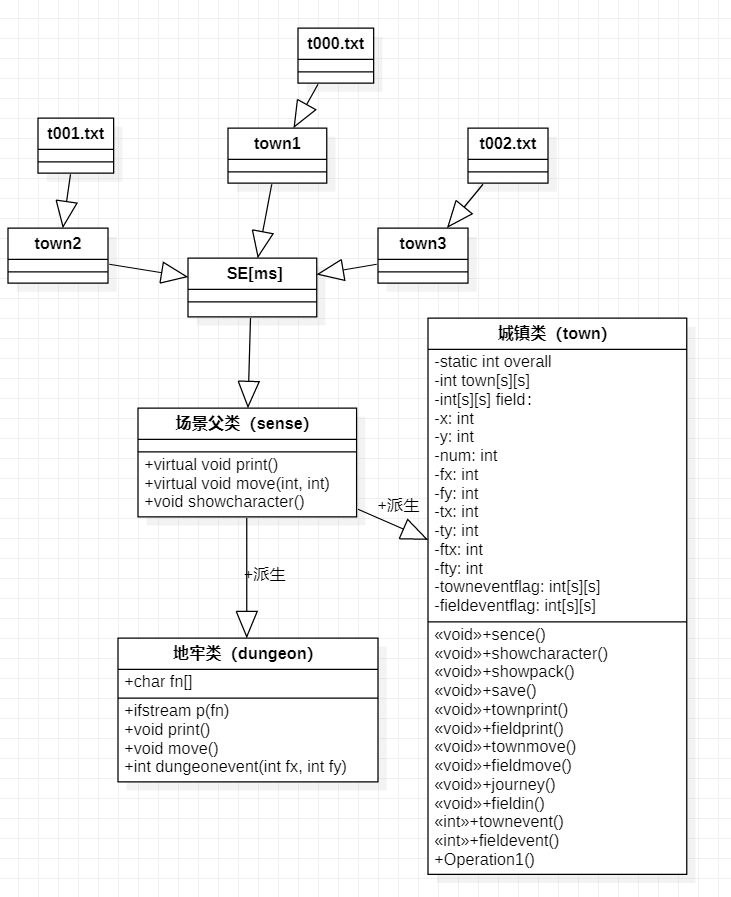 t000.txt
t001.txt
town1
t002.txt
town2
town3
SE[ms]
场景父类（sense）
+virtual void print()
+virtual void move(int, int)
+void showcharacter()
+派生
+派生
地牢类（dungeon）
+char fn[]
+ifstream p(fn)
+void print()
+void move()
+int dungeonevent(int fx, int fy)
城镇类（town）
-static int overall
-int town[s][s]
-int[s][s] field：
-x: int
-y: int
-num: int
-fx: int
-fy: int
-tx: int
-ty: int
-ftx: int
-fty: int
-towneventflag: int[s][s]
-fieldeventflag: int[s][s]
«void»+sence()
«void»+showcharacter()
«void»+showpack()
«void»+save()
«void»+townprint()
«void»+fieldprint()
«void»+townmove()
«void»+fieldmove()
«void»+journey()
«void»+fieldin()
«int»+townevent()
«int»+fieldevent()
+Operation1()